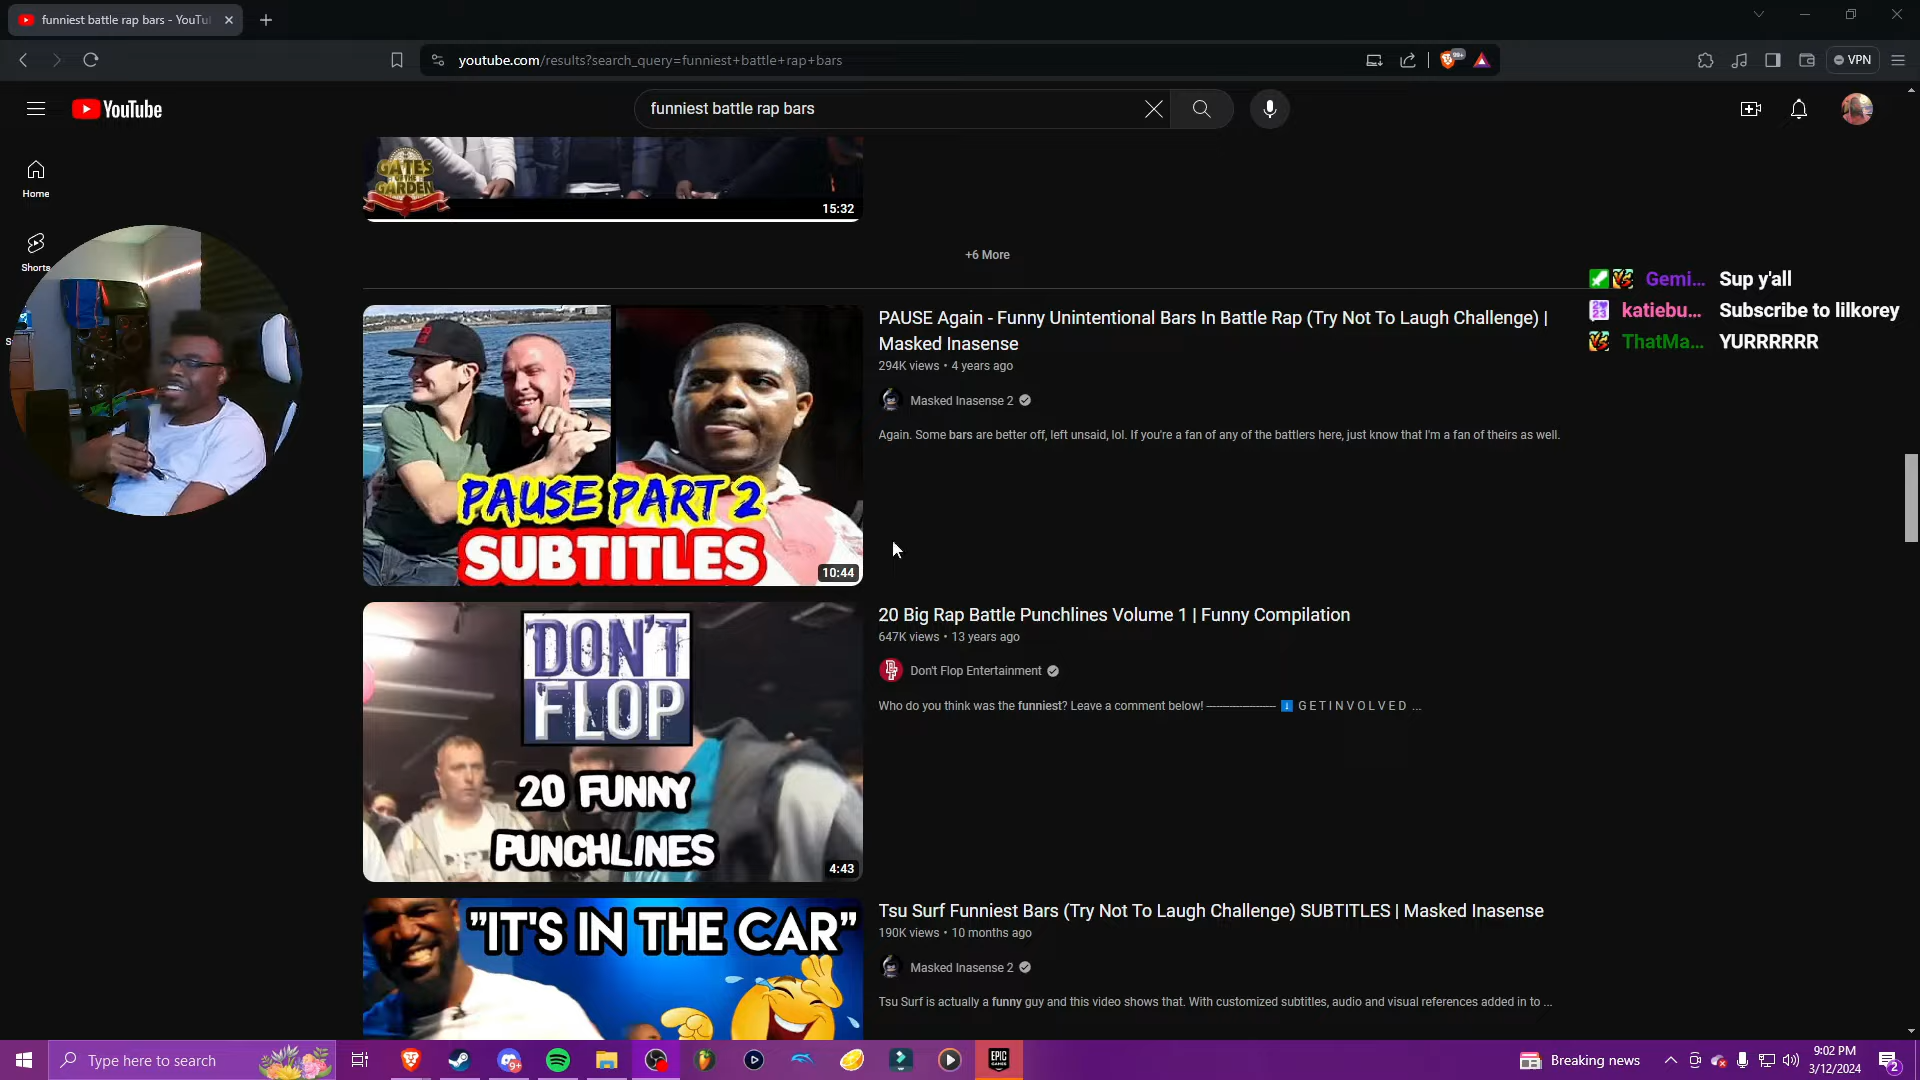 funniest battle rap bars - YouTu
youtube.com/results?search_query=funniest+battle+rap+bars
99+
VPN
YouTube
funniest battle rap bars
Home
Shorts
GATES
OF THE
GARDEN
15:32
+6 More
Gemi... Sup y'all
katiebu... Subscribe to lilkorey
ThatMa... YURRRRRR
PAUSE Again - Funny Unintentional Bars In Battle Rap (Try Not To Laugh Challenge) |
Masked Inasense
294K views • 4 years ago
Masked Inasense 2
Again. Some bars are better off, left unsaid, lol. If you're a fan of any of the battlers here, just know that I'm a fan of theirs as well.
PAUSE PART 2
SUBTITLES
10:44
20 Big Rap Battle Punchlines Volume 1 | Funny Compilation
647K views • 13 years ago
Don't Flop Entertainment
Who do you think was the funniest? Leave a comment below! ---------------------- G E T I N V O L V E D ...
DON'T
FLOP
20 FUNNY
PUNCHLINES
4:43
Tsu Surf Funniest Bars (Try Not To Laugh Challenge) SUBTITLES | Masked Inasense
190K views • 10 months ago
Masked Inasense 2
Tsu Surf is actually a funny guy and this video shows that. With customized subtitles, audio and visual references added in to ...
"IT'S IN THE CAR"
Type here to search
9+
EPIC
GAMES
Breaking news
9:02 PM
3/12/2024
2